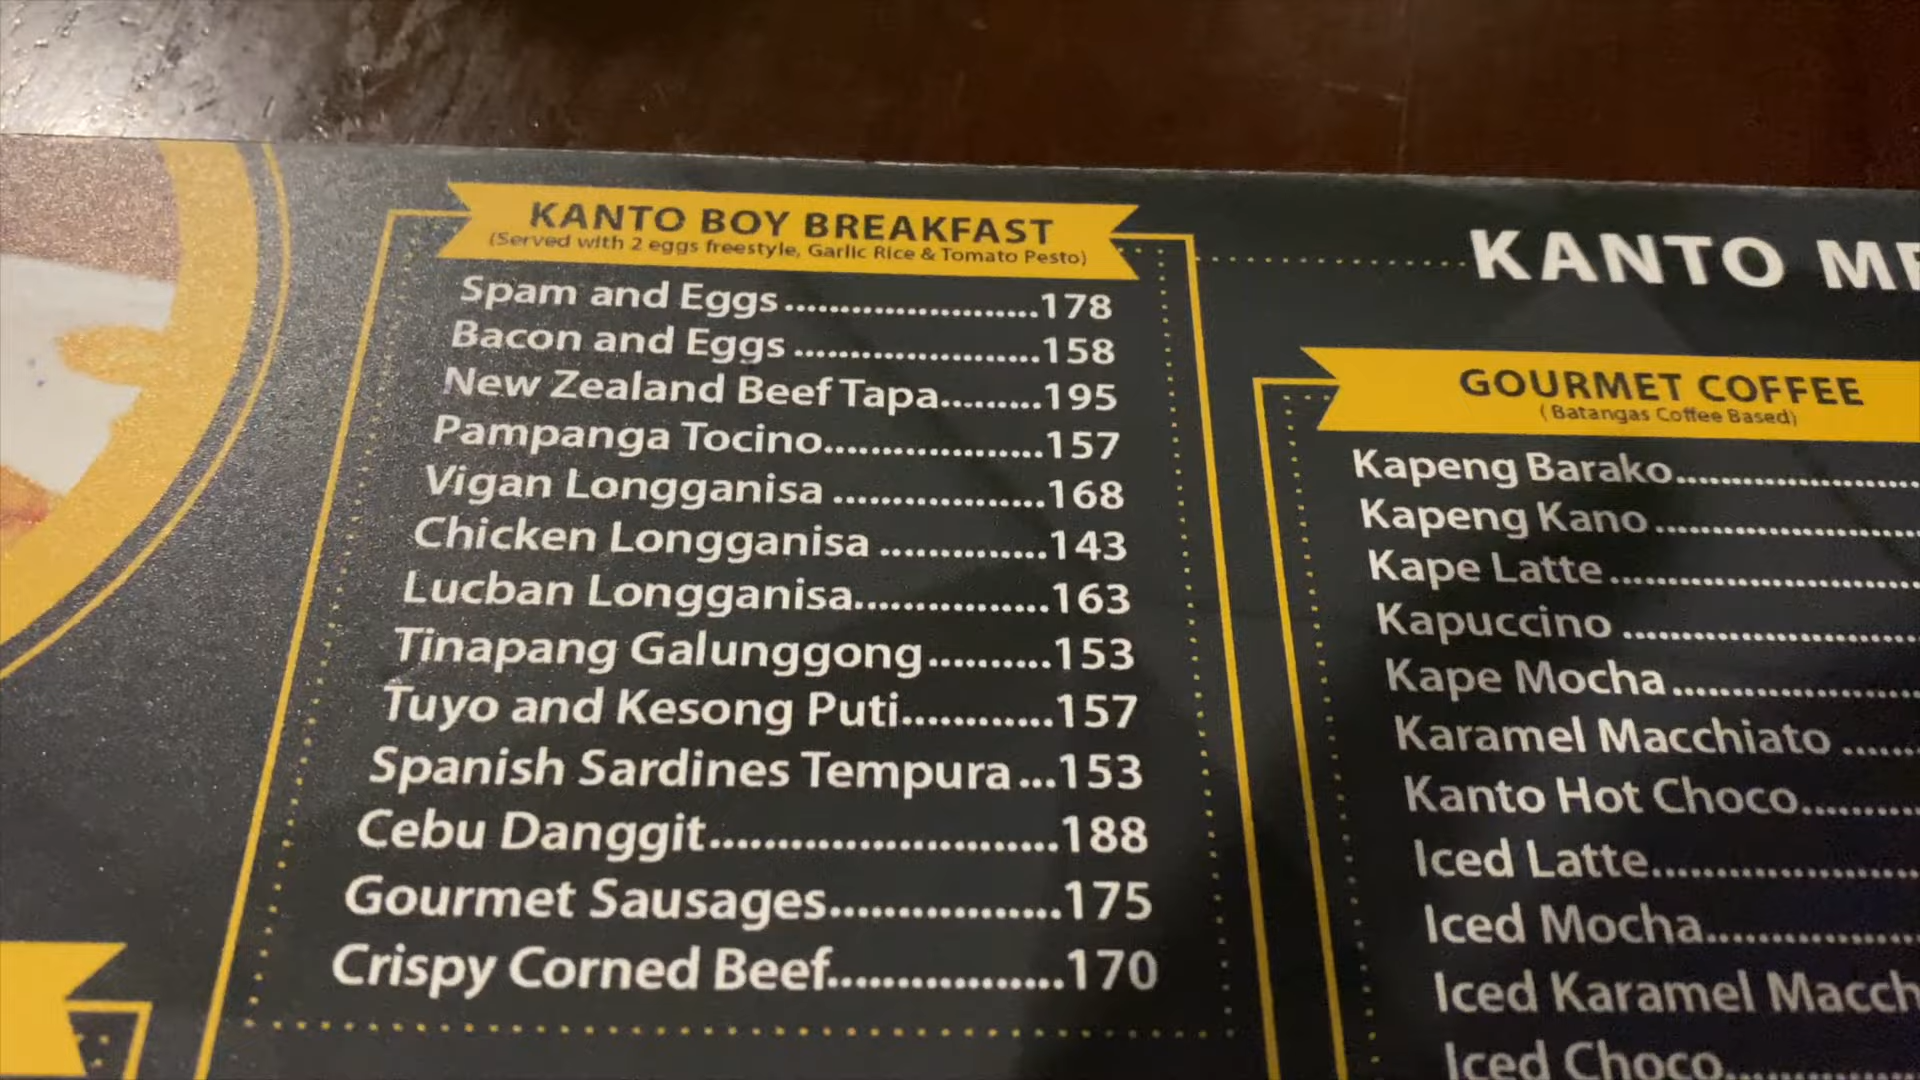 KANTO BOY BREAKFAST
(Served with 2 eggs freestyle, Garlic Rice & Tomato Pesto)
Spam and Eggs.......................178
Bacon and Eggs.......................158
New Zealand Beef Tapa.........195
Pampanga Tocino....................157
Vigan Longganisa...................168
Chicken Longganisa...............143
Lucban Longganisa.................163
Tinapang Galunggong...........153
Tuyo and Kesong Puti.............157
Spanish Sardines Tempura...153
Cebu Danggit..........................188
Gourmet Sausages.................175
Crispy Corned Beef.................170
KANTO
GOURMET COFFEE
(Batangas Coffee Based)
Kapeng Barako....................
Kapeng Kano....................
Kape Latte.......................
Kapuccino.......................
Kape Mocha....................
Karamel Macchiato......
Kanto Hot Choco.........
Iced Latte.....................
Iced Mocha.................
Iced Karamel
Iced Choco...............